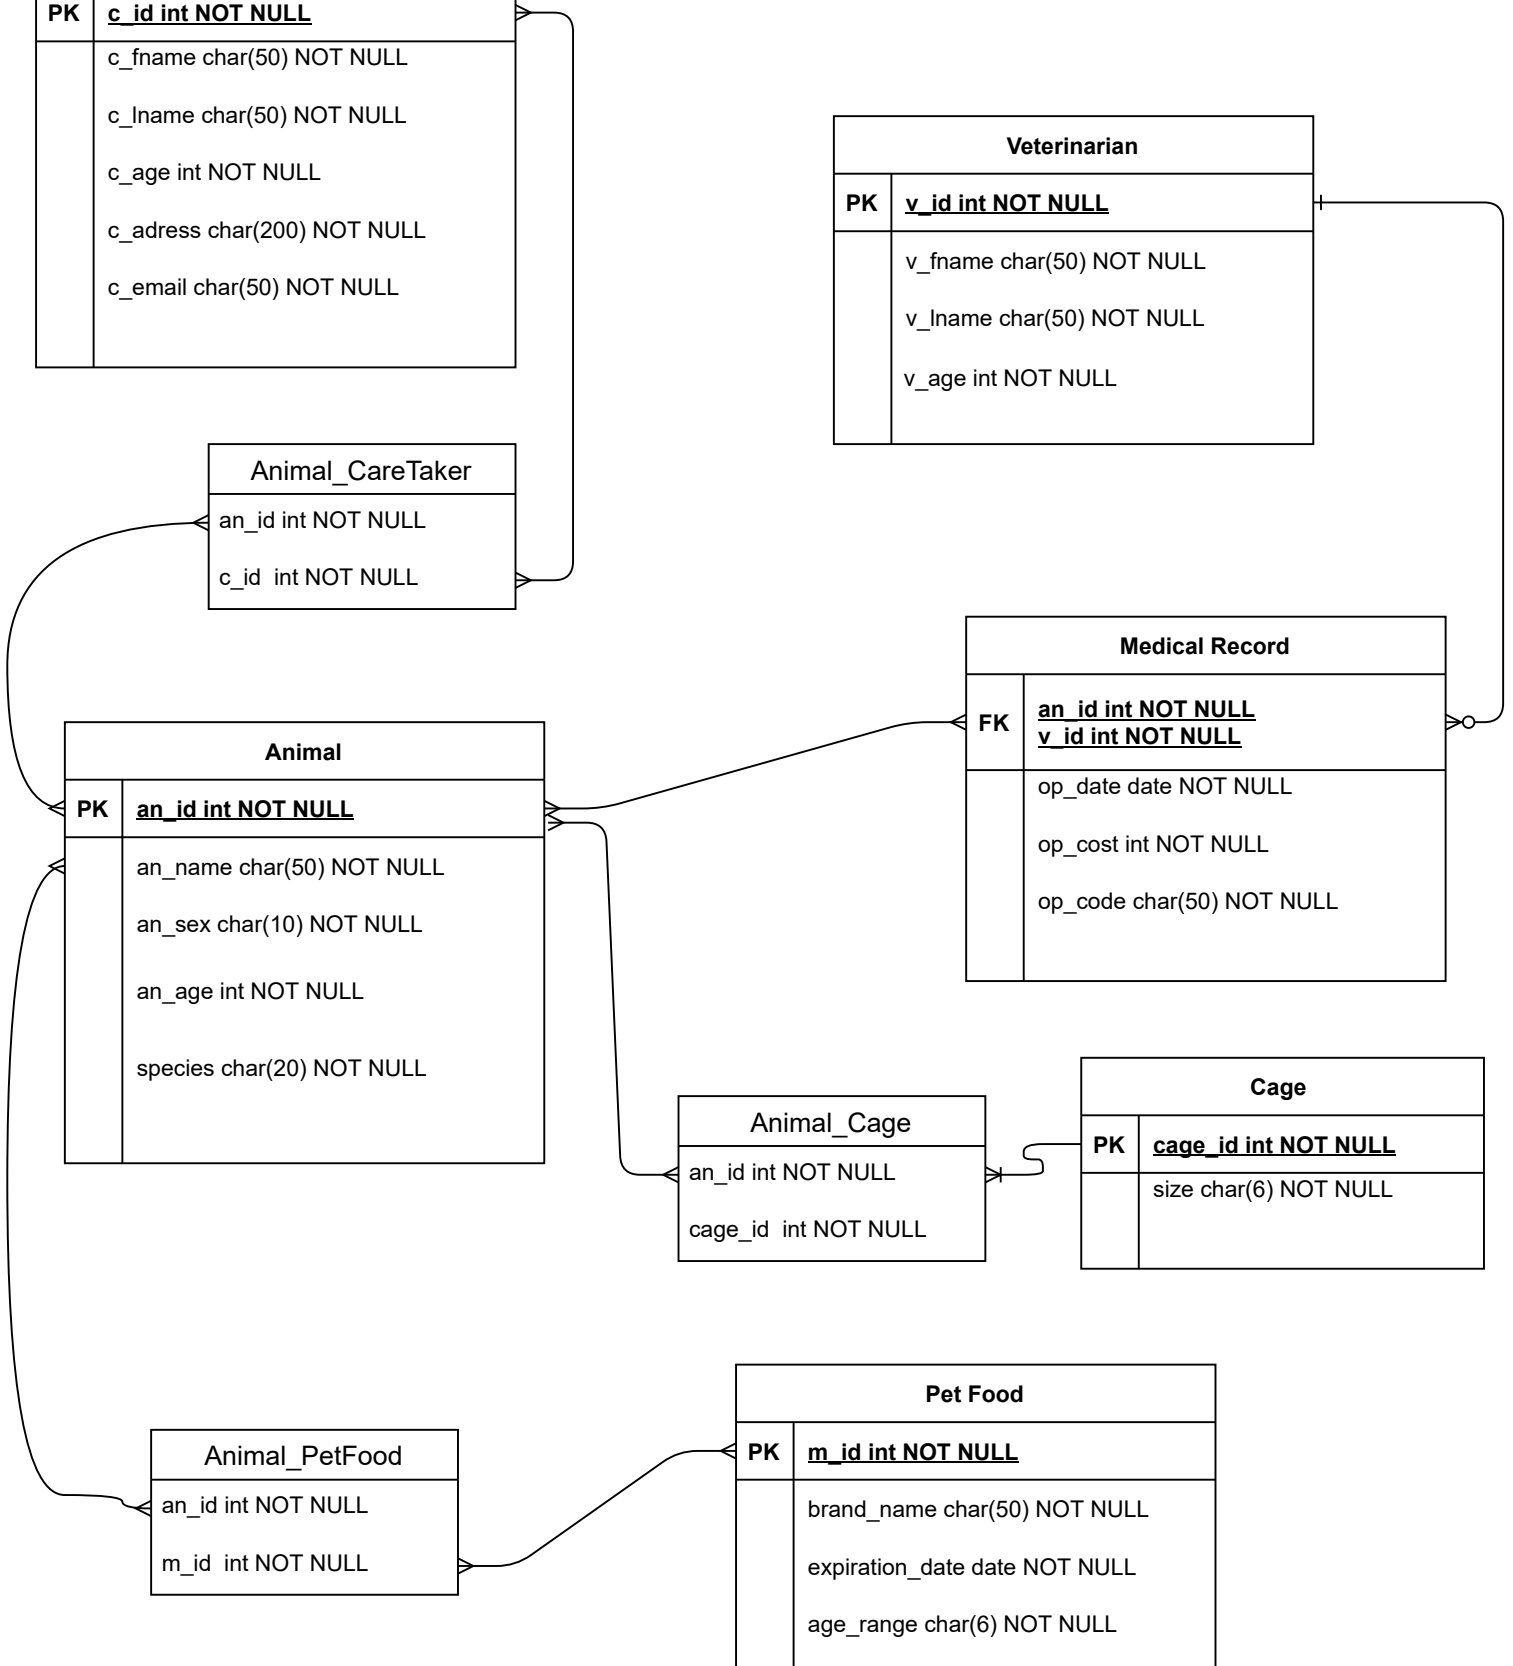 PK c_id int NOT NULL
c_fname char(50) NOT NULL
c_lname char(50) NOT NULL
c_age int NOT NULL
c_adress char(200) NOT NULL
c_email char(50) NOT NULL
Veterinarian
PK v_id int NOT NULL
v_fname char(50) NOT NULL
v_lname char(50) NOT NULL
v_age int NOT NULL
Animal_CareTaker
an_id int NOT NULL
c_id int NOT NULL
Medical Record
FK an_id int NOT NULL
v_id int NOT NULL
op_date date NOT NULL
op_cost int NOT NULL
op_code char(50) NOT NULL
Animal
PK an_id int NOT NULL
an_name char(50) NOT NULL
an_sex char(10) NOT NULL
an_age int NOT NULL
species char(20) NOT NULL
Animal_Cage
an_id int NOT NULL
cage_id int NOT NULL
Cage
PK cage_id int NOT NULL
size char(6) NOT NULL
Animal_PetFood
an_id int NOT NULL
m_id int NOT NULL
Pet Food
PK m_id int NOT NULL
brand_name char(50) NOT NULL
expiration_date date NOT NULL
age_range char(6) NOT NULL